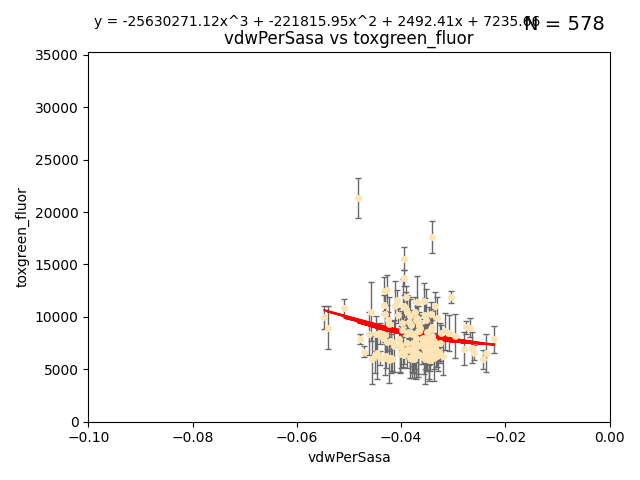 y = -25630271.12x^3 + -221815.95x^2 + 2492.41x + 7235.66
N = 578
vdwPerSasa vs toxgreen_fluor
35000
30000
25000
20000
15000
10000
5000
0
toxgreen_fluor
−0.10 −0.08 −0.06 −0.04 −0.02 0.00
vdwPerSasa